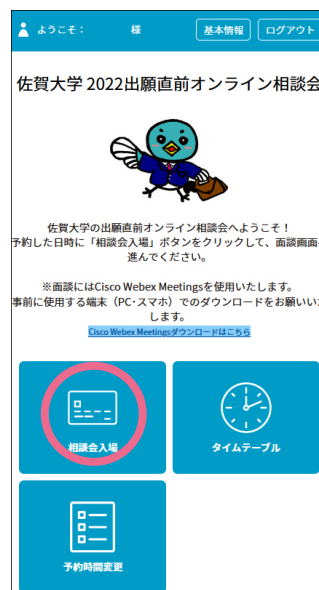 ようこそ： 様 基本情報 ログアウト
佐賀大学 2022出願直前オンライン相談会
佐賀大学の出願直前オンライン相談会へようこそ！
予約した日時に「相談会入場」ボタンをクリックして、面談画面へ
進んでください。
※面談にはCisco Webex Meetingsを使用いたします。
事前に使用する端末（PC･スマホ）でのダウンロードをお願いいた
します。
Cisco Webex Meetingsダウンロードはこちら
相談会入場 タイムテーブル
予約時間変更